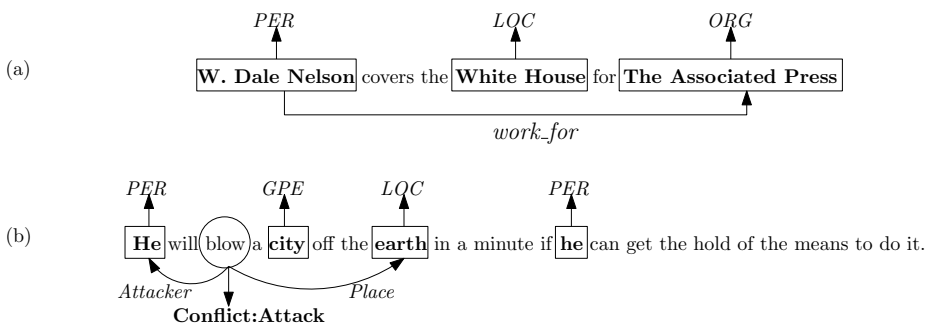 PER LOC ORG
(a) W. Dale Nelson covers the White House for The Associated Press
work_for
PER GPE LOC PER
(b) He will blow a city off the earth in a minute if he can get the hold of the means to do it.
Attacker Place
Conflict:Attack